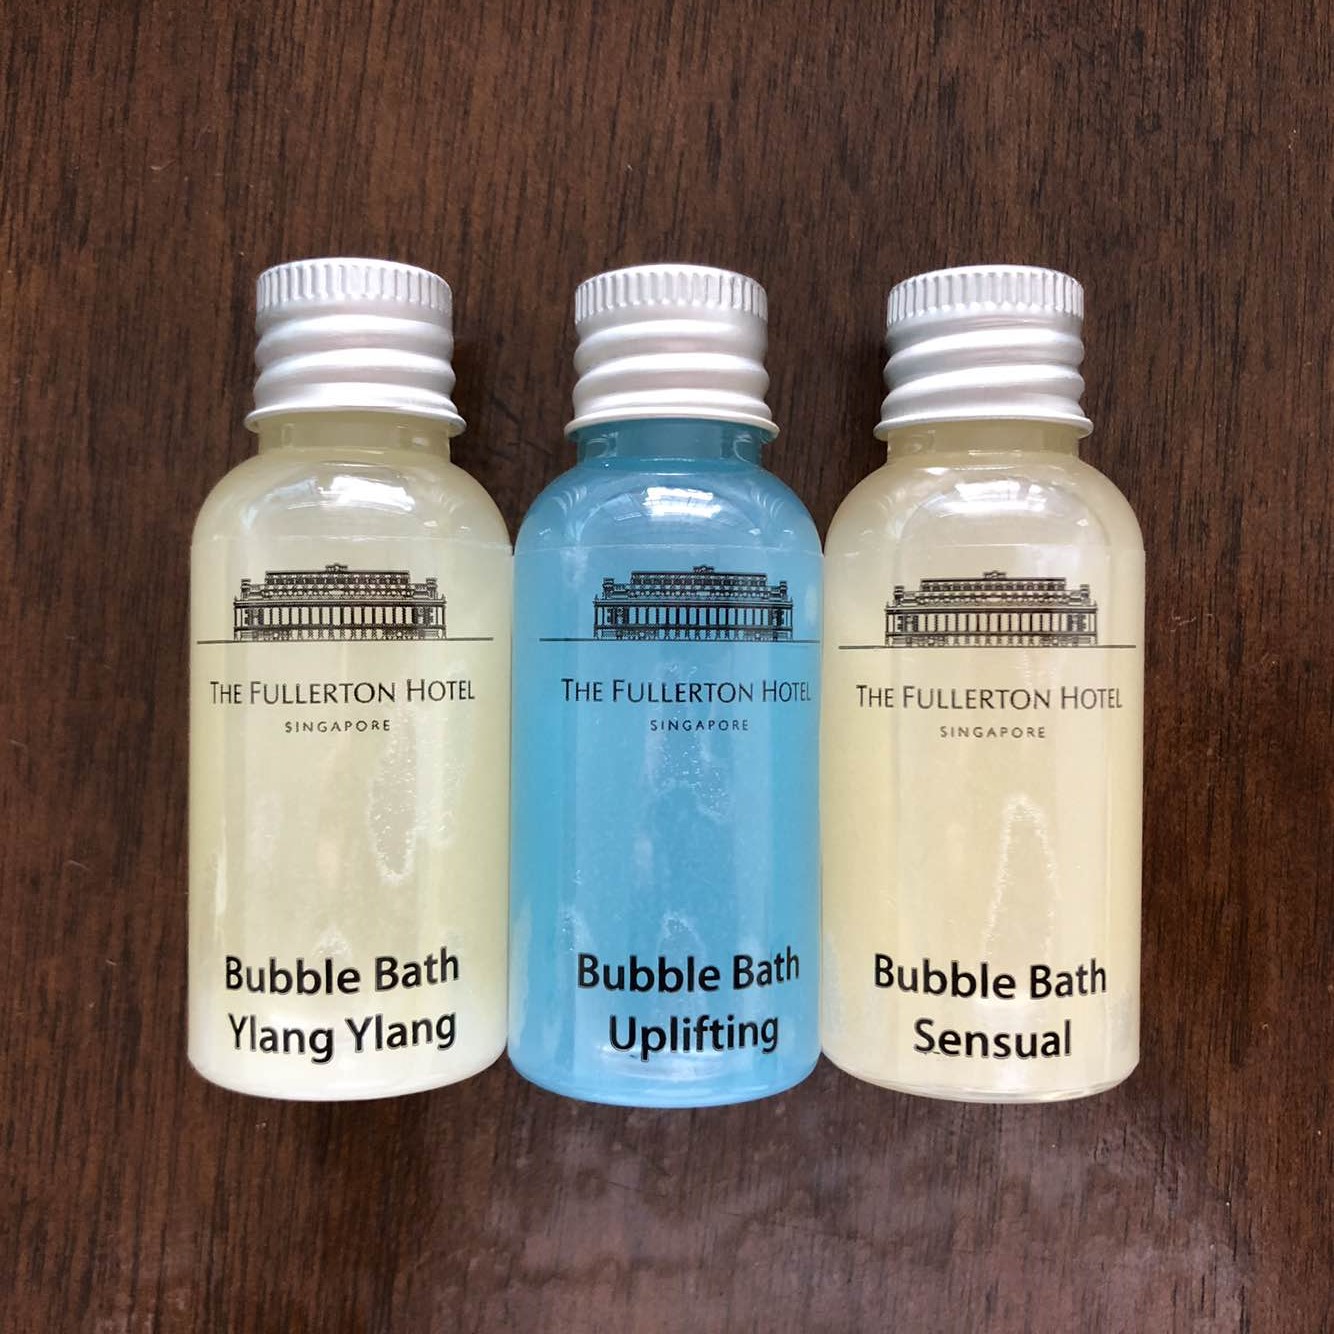 THE FULLERTON HOTEL
SINGAPORE
Bubble Bath
Ylang Ylang
THE FULLERTON HOTEL
SINGAPORE
Bubble Bath
Uplifting
THE FULLERTON HOTEL
SINGAPORE
Bubble Bath
Sensual